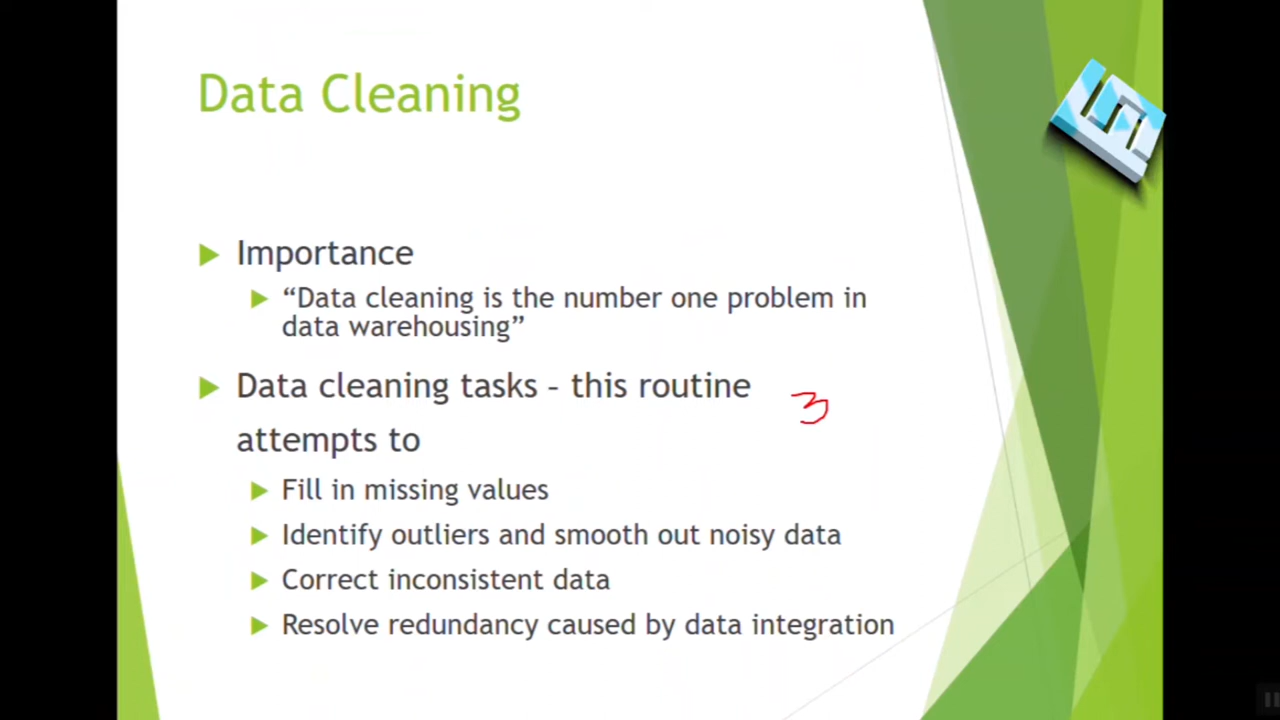 Data Cleaning
Importance
“Data cleaning is the number one problem in
data warehousing”
Data cleaning tasks – this routine
3
attempts to
Fill in missing values
Identify outliers and smooth out noisy data
Correct inconsistent data
Resolve redundancy caused by data integration